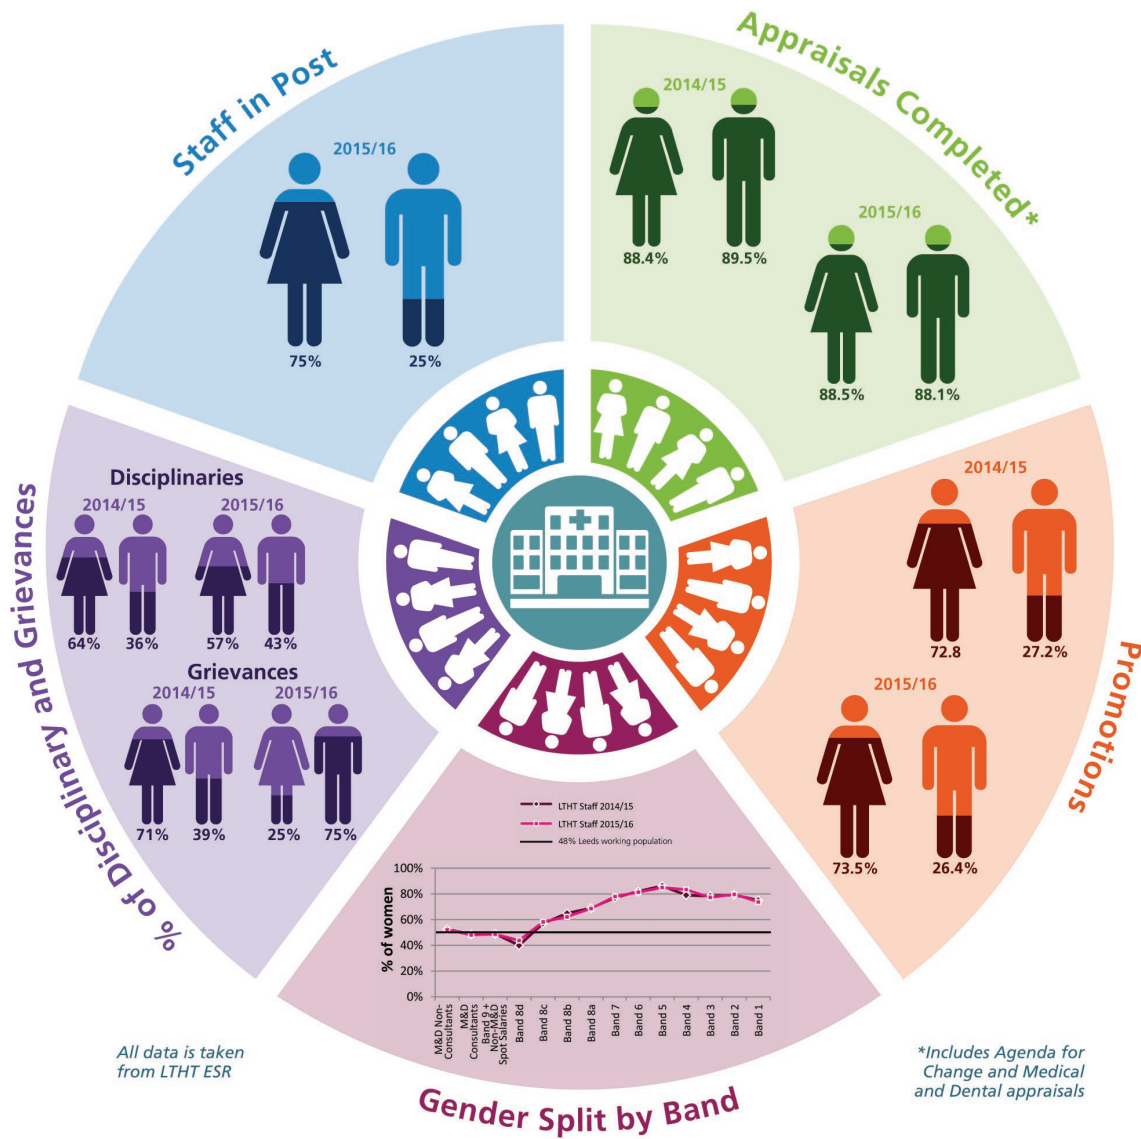 Staff in Post
2015/16
75%
25%
Appraisals Completed*
2014/15
88.4%
89.5%
2015/16
88.5%
88.1%
Promotions
2014/15
72.8
27.2%
2015/16
73.5%
26.4%
% of Disciplinary and Grievances
Disciplinaries
2014/15
2015/16
64%
36%
57%
43%
Grievances
2014/15
2015/16
71%
39%
25%
75%
LTHT Staff 2014/15
LTHT Staff 2015/16
48% Leeds working population
% of women
100%
80%
60%
40%
20%
0%
M&D Non-
Consultants
M&D
Consultants
Band 9 +
Non-M&D
Spot Salaries
Band 8d
Band 8c
Band 8b
Band 8a
Band 7
Band 6
Band 5
Band 4
Band 3
Band 2
Band 1
Gender Split by Band
All data is taken
from LTHT ESR
*Includes Agenda for
Change and Medical
and Dental appraisals